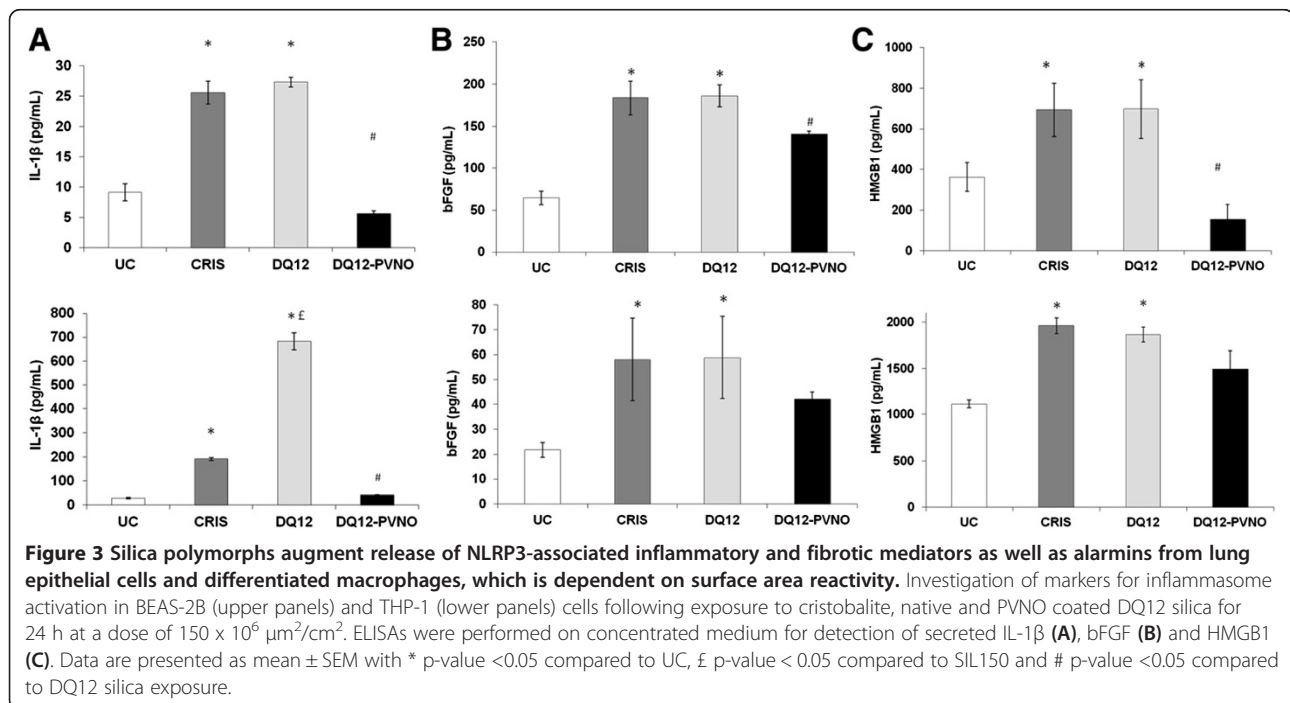 A
B
C
IL-1β (pg/mL)
30
25
20
15
10
5
0
*
*
#
UC CRIS DQ12 DQ12-PVNO
bFGF (pg/mL)
250
200
150
100
50
0
*
*
#
UC CRIS DQ12 DQ12-PVNO
HMGB1 (pg/mL)
1000
800
600
400
200
0
*
*
#
UC CRIS DQ12 DQ12-PVNO
IL-1β (pg/mL)
800
700
600
500
400
300
200
100
0
*
* £
#
UC CRIS DQ12 DQ12-PVNO
bFGF (pg/mL)
80
70
60
50
40
30
20
10
0
*
*
UC CRIS DQ12 DQ12-PVNO
HMGB1 (pg/mL)
2000
1500
1000
500
0
*
*
UC CRIS DQ12 DQ12-PVNO
Figure 3 Silica polymorphs augment release of NLRP3-associated inflammatory and fibrotic mediators as well as alarmins from lung
epithelial cells and differentiated macrophages, which is dependent on surface area reactivity. Investigation of markers for inflammasome
activation in BEAS-2B (upper panels) and THP-1 (lower panels) cells following exposure to cristobalite, native and PVNO coated DQ12 silica for
24 h at a dose of 150 x 10⁶ μm²/cm². ELISAs were performed on concentrated medium for detection of secreted IL-1β (A), bFGF (B) and HMGB1
(C). Data are presented as mean ± SEM with * p-value <0.05 compared to UC, £ p-value < 0.05 compared to SIL150 and # p-value <0.05 compared
to DQ12 silica exposure.